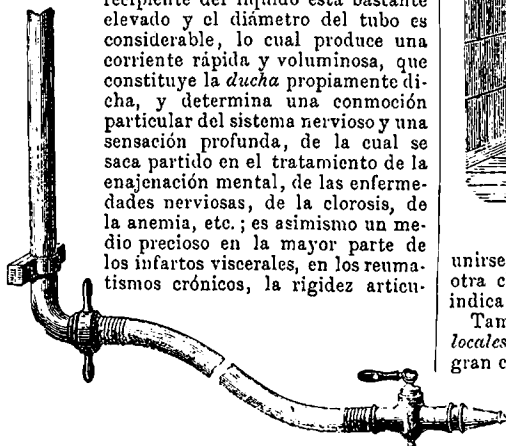 recipiente del líquido está bastante
elevado y el diámetro del tubo es
considerable, lo cual produce una
corriente rápida y voluminosa, que
constituye la ducha propiamente di-
cha, y determina una conmoción
particular del sistema nervioso y una
sensación profunda, de la cual se
saca partido en el tratamiento de la
enajenación mental, de las enferme-
dades nerviosas, de la clorosis, de
la anemia, etc.; es asimismo un me-
dio precioso en la mayor parte de
los infartos viscerales, en los reuma-
tismos crónicos, la rigidez articu-
unirse
otra c
indica
Tam
locales
gran c